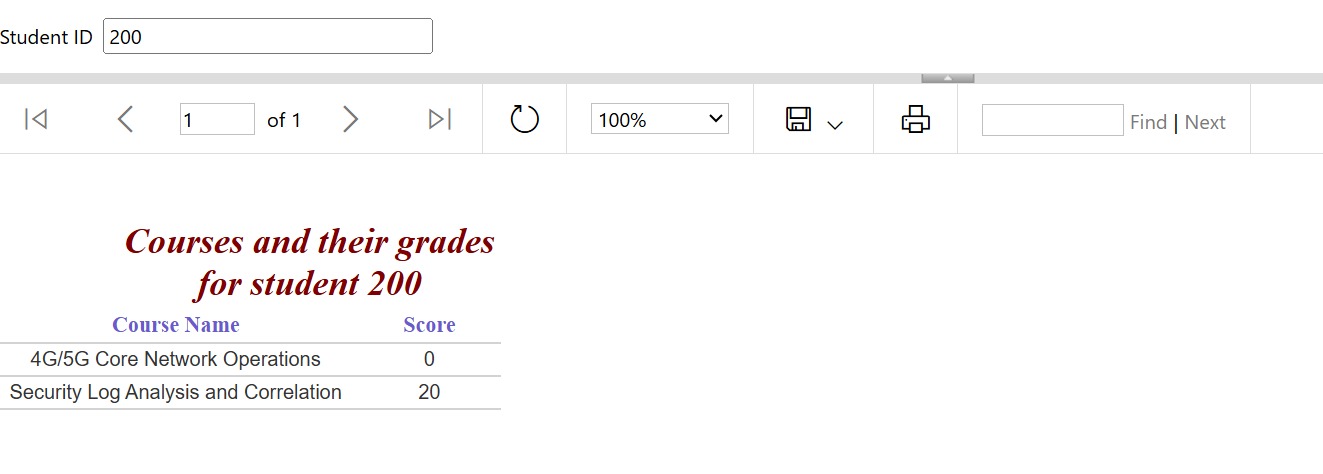 Student ID 200
1 of 1 100% Find | Next
Courses and their grades
for student 200
Course Name Score
4G/5G Core Network Operations 0
Security Log Analysis and Correlation 20